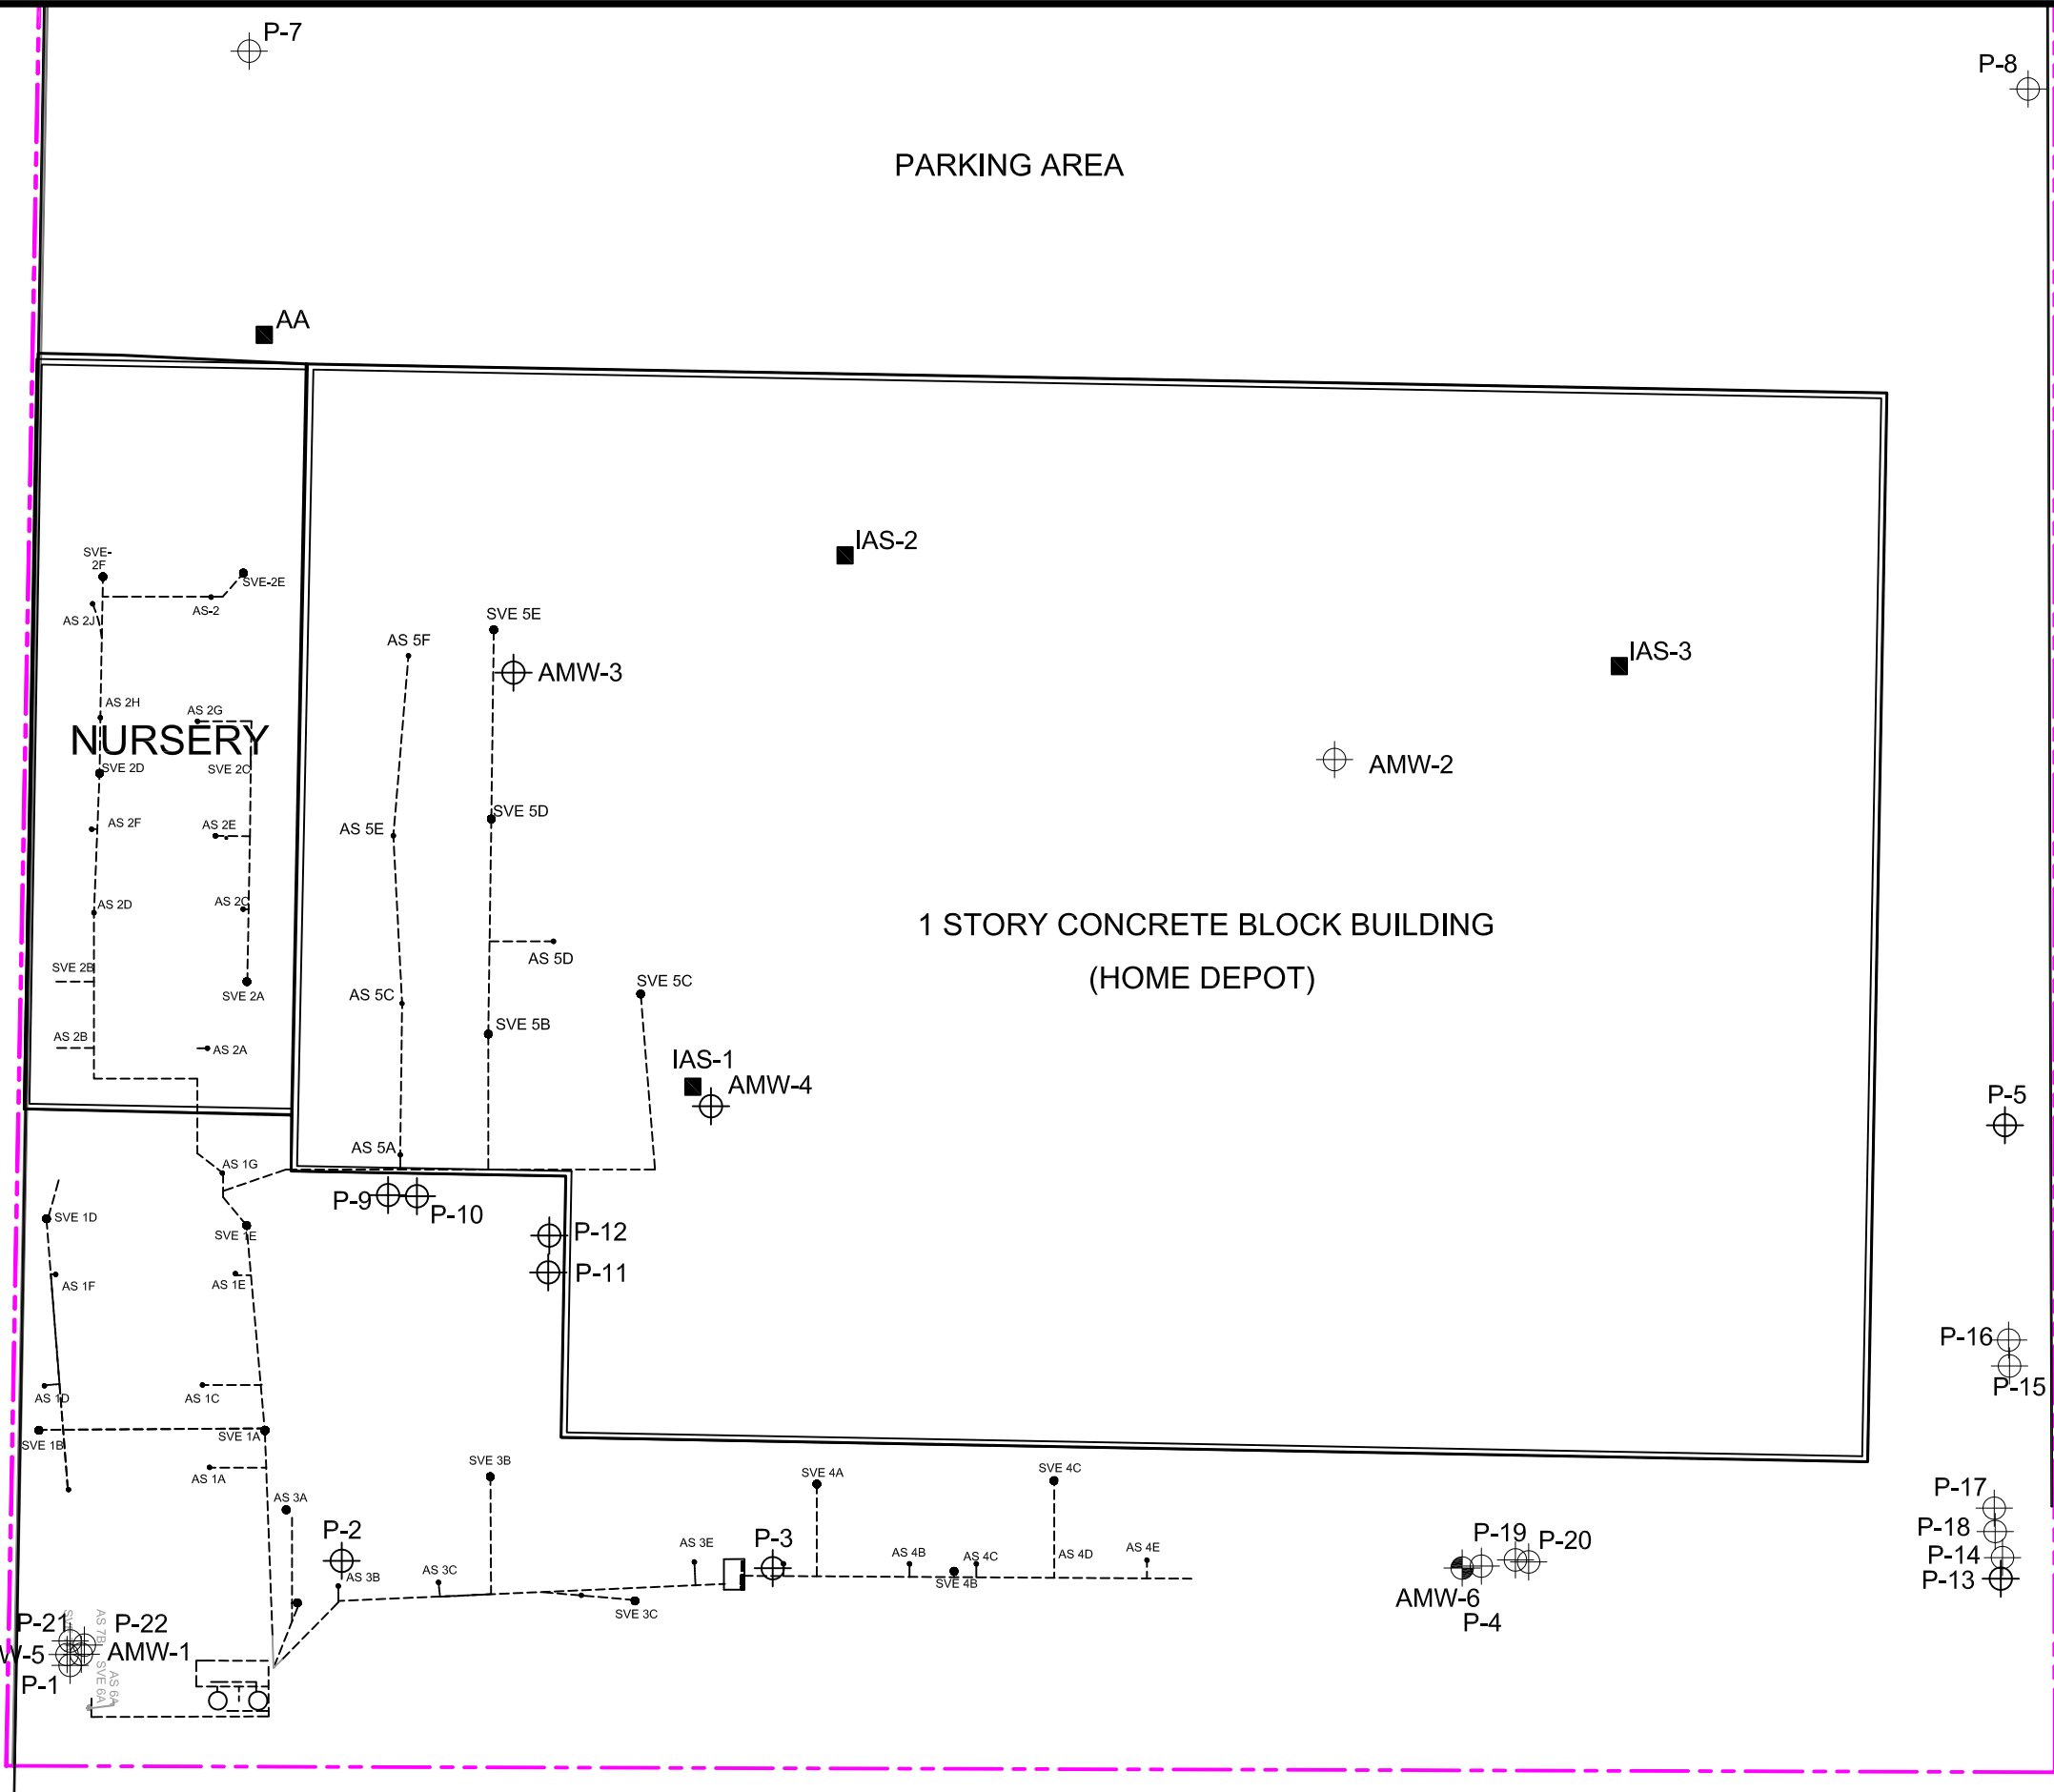 P-7
P-8
PARKING AREA
AA
IAS-2
SVE-
2F
SVE-2E
AS-2
AS 2J
SVE 5E
AS 5F
AMW-3
IAS-3
AS 2H
AS 2G
NURSERY
SVE 2D
SVE 2C
AMW-2
SVE 5D
AS 2F
AS 2E
AS 5E
AS 2D
AS 2C
1 STORY CONCRETE BLOCK BUILDING
(HOME DEPOT)
AS 5D
SVE 2B
SVE 5C
SVE 2A
AS 5C
SVE 5B
AS 2B
AS 2A
IAS-1
AMW-4
P-5
AS 5A
AS 1G
P-9
P-10
SVE 1D
SVE 1E
P-12
P-11
AS 1F
AS 1E
P-16
P-15
AS 1D
AS 1C
SVE 1B
SVE 1A
SVE 3B
SVE 4A
SVE 4C
AS 1A
P-17
AS 3A
P-18
P-2
P-3
P-19
P-20
AS 3E
AS 4B
AS 4C
AS 4D
AS 4E
P-14
P-13
AS 3C
AS 3B
SVE 4B
AMW-6
P-4
SVE 3C
P-21
AS 7B
P-22
W-5
AMW-1
P-1
SVE 6A
AS 6A